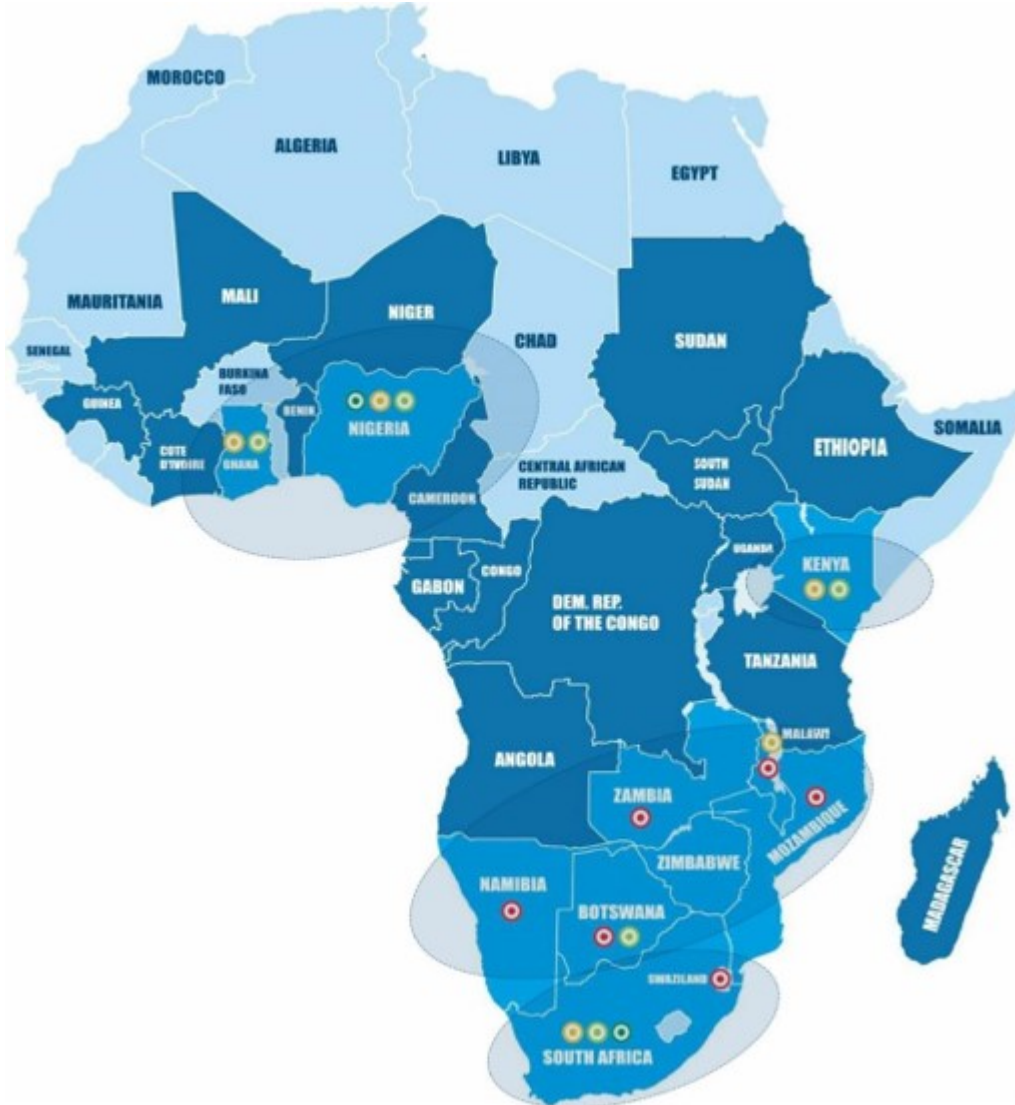 MOROCCO
ALGERIA
LIBYA
EGYPT
MAURITANIA
MALI
NIGER
CHAD
SUDAN
SENEGAL
BURKINA
FASO
GUINEA
BENIN
NIGERIA
COTE
D'IVOIRE
GHANA
CAMEROON
CENTRAL AFRICAN
REPUBLIC
SOUTH
SUDAN
ETHIOPIA
SOMALIA
GABON
CONGO
UGANDA
KENYA
DEM. REP.
OF THE CONGO
TANZANIA
ANGOLA
MALAWI
ZAMBIA
MOZAMBIQUE
ZIMBABWE
NAMIBIA
BOTSWANA
MADAGASCAR
SWAZILAND
SOUTH AFRICA